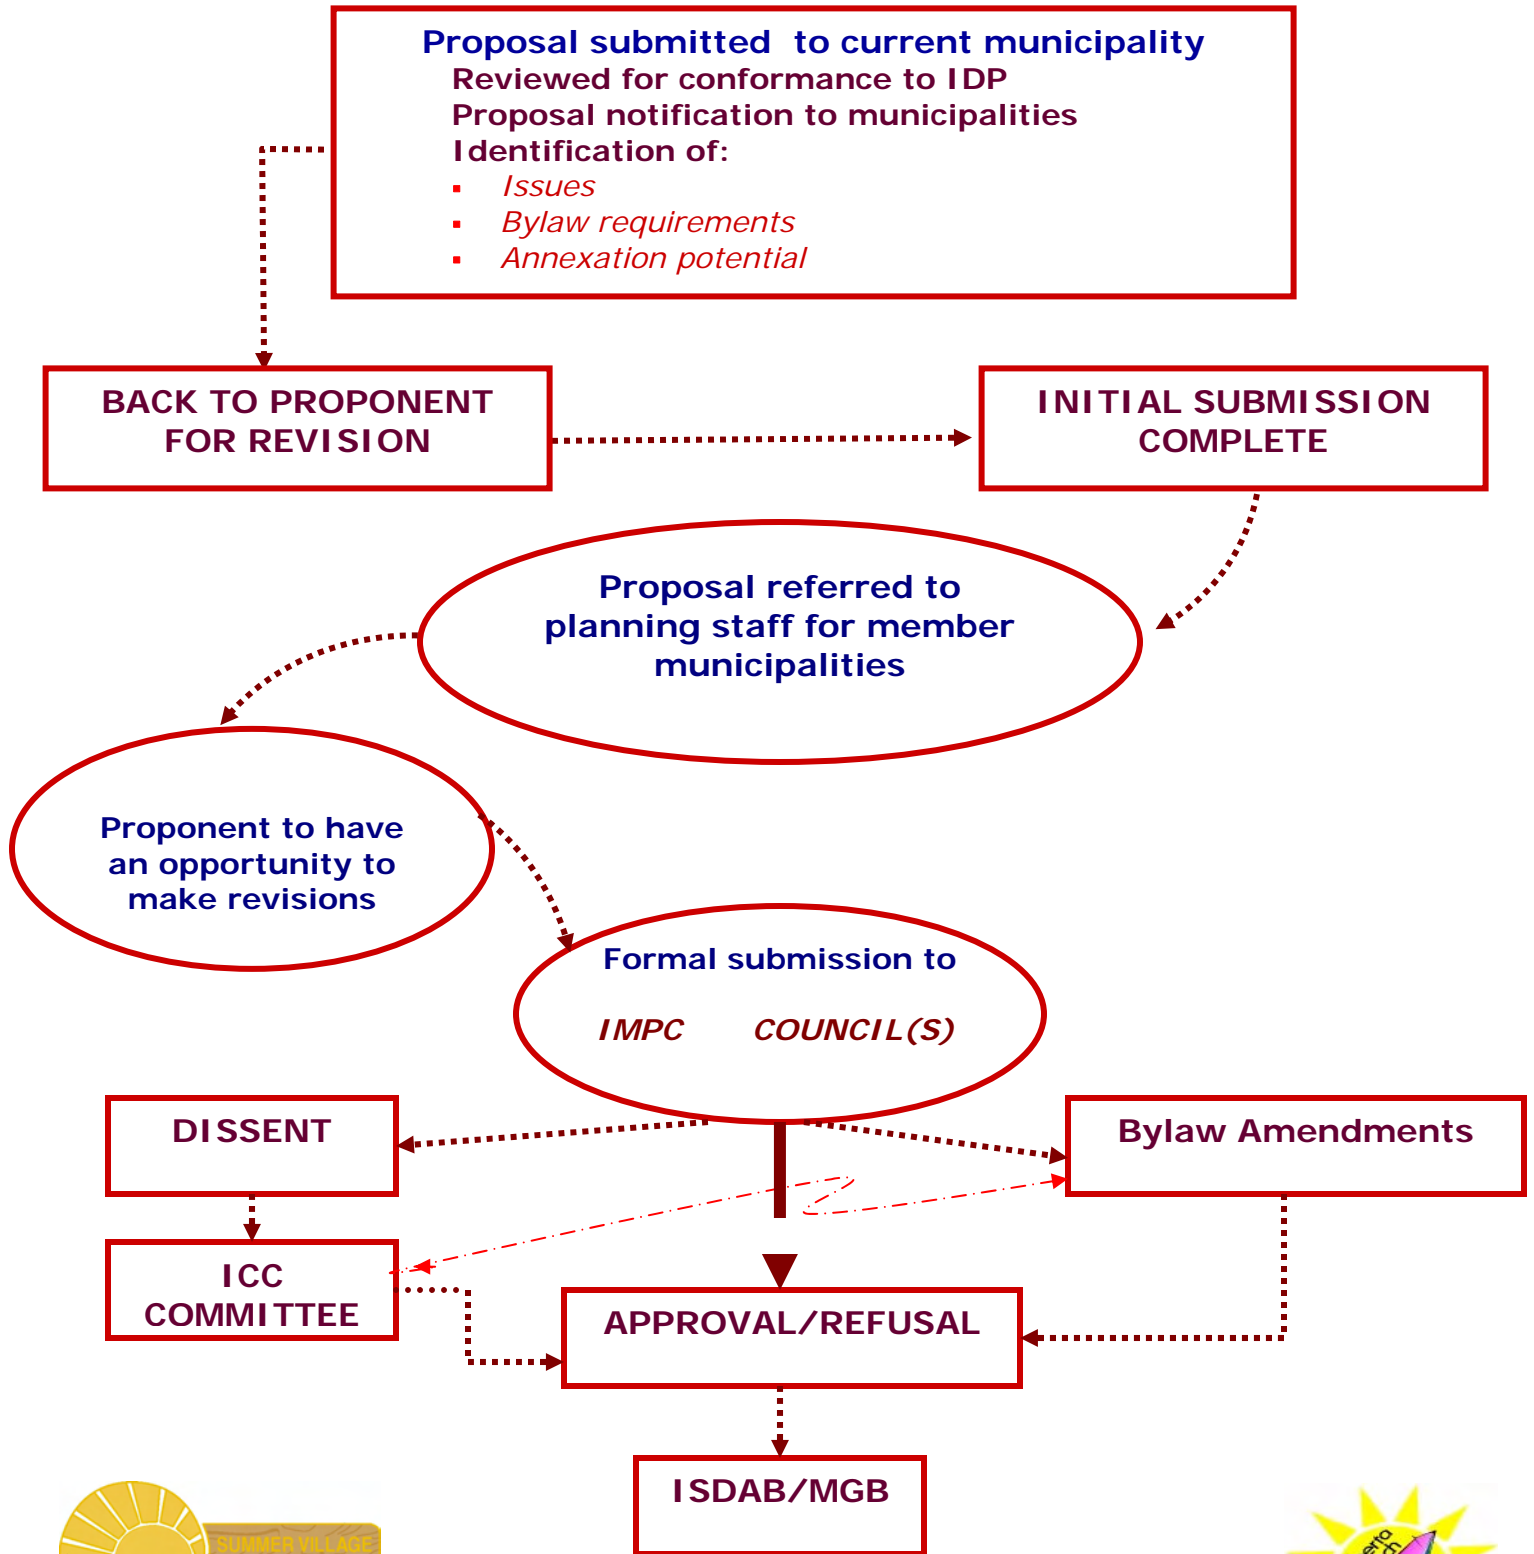 Proposal submitted to current municipality
Reviewed for conformance to IDP
Proposal notification to municipalities
Identification of:
▪ Issues
▪ Bylaw requirements
▪ Annexation potential
BACK TO PROPONENT
FOR REVISION
INITIAL SUBMISSION
COMPLETE
Proposal referred to
planning staff for member
municipalities
Proponent to have
an opportunity to
make revisions
Formal submission to
IMPC COUNCIL(S)
DISSENT
Bylaw Amendments
ICC
COMMITTEE
APPROVAL/REFUSAL
ISDAB/MGB
SUMMER VILLAGE